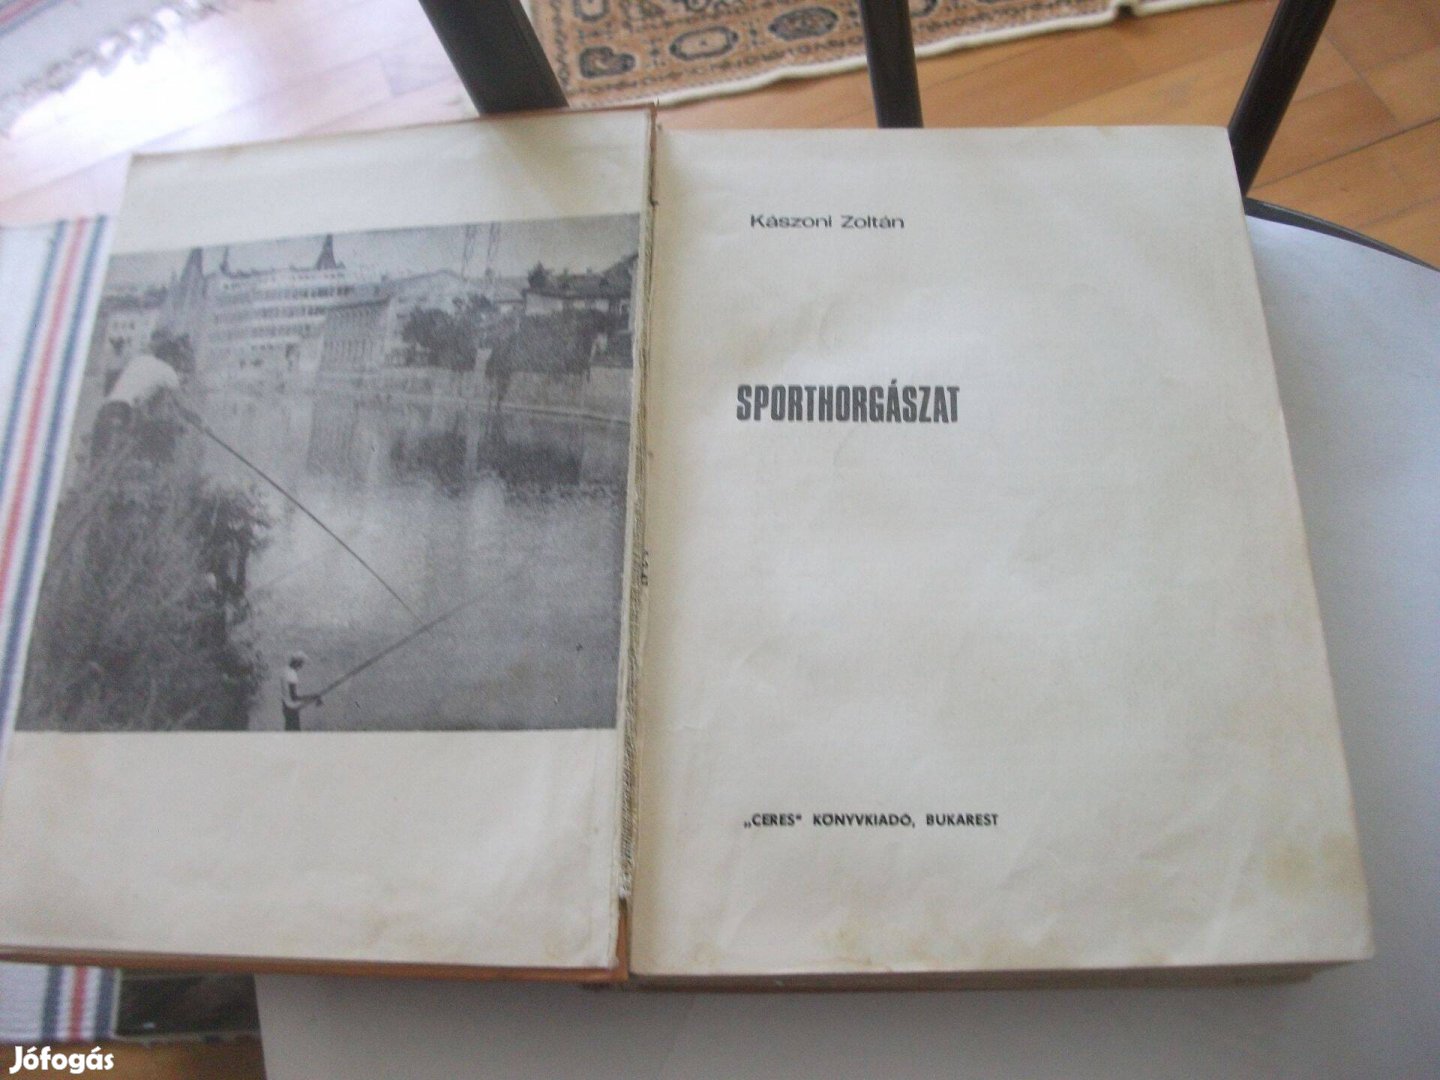 Kászoni Zoltán
SPORTHORGÁSZAT
„CERES" KÖNYVKIADÓ, BUKAREST
Jófogás